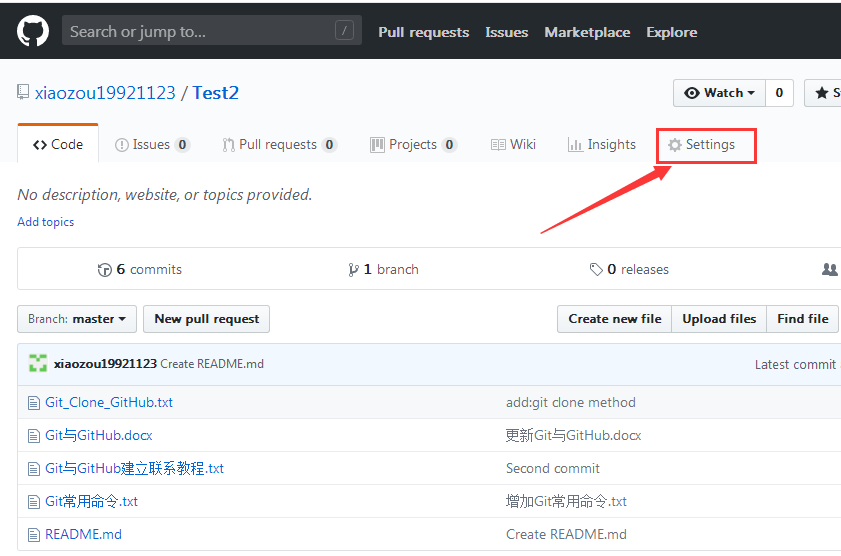 Search or jump to... / Pull requests Issues Marketplace Explore
xiaozou19921123 / Test2 Watch 0
Code Issues 0 Pull requests 0 Projects 0 Wiki Insights Settings
No description, website, or topics provided.
Add topics
6 commits 1 branch 0 releases
Branch: master New pull request Create new file Upload files Find file
xiaozou19921123 Create README.md Latest commit
Git_Clone_GitHub.txt add:git clone method
Git与GitHub.docx 更新Git与GitHub.docx
Git与GitHub建立联系教程.txt Second commit
Git常用命令.txt 增加Git常用命令.txt
README.md Create README.md